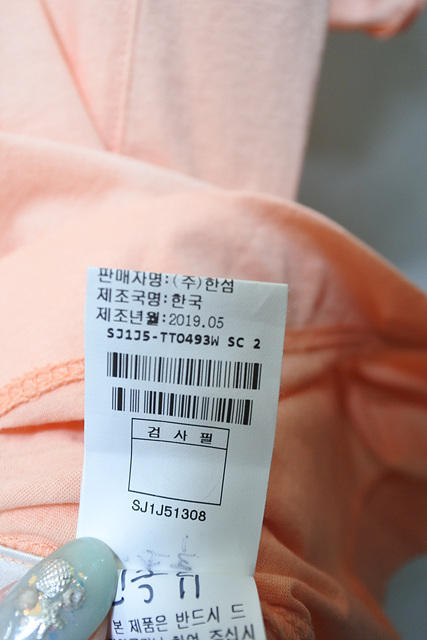 판매자명:(주)한섬
제조국명:한국
제조년월:2019.05
SJ1J5-TTO493W SC 2
검 사 필
SJ1J51308
본 제품은 반드시 드